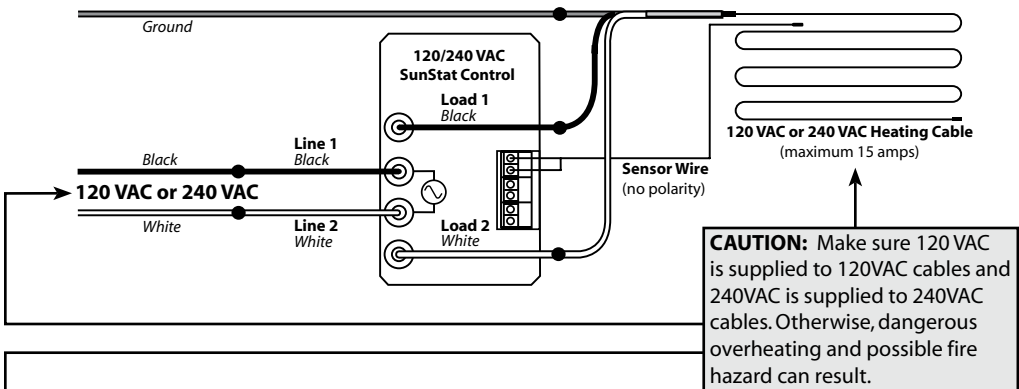 Ground
120/240 VAC
SunStat Control
Load 1
Black
Line 1
Black
Black
120 VAC or 240 VAC
White
Line 2
White
Load 2
White
Sensor Wire
(no polarity)
120 VAC or 240 VAC Heating Cable
(maximum 15 amps)
CAUTION: Make sure 120 VAC
is supplied to 120VAC cables and
240VAC is supplied to 240VAC
cables. Otherwise, dangerous
overheating and possible fire
hazard can result.